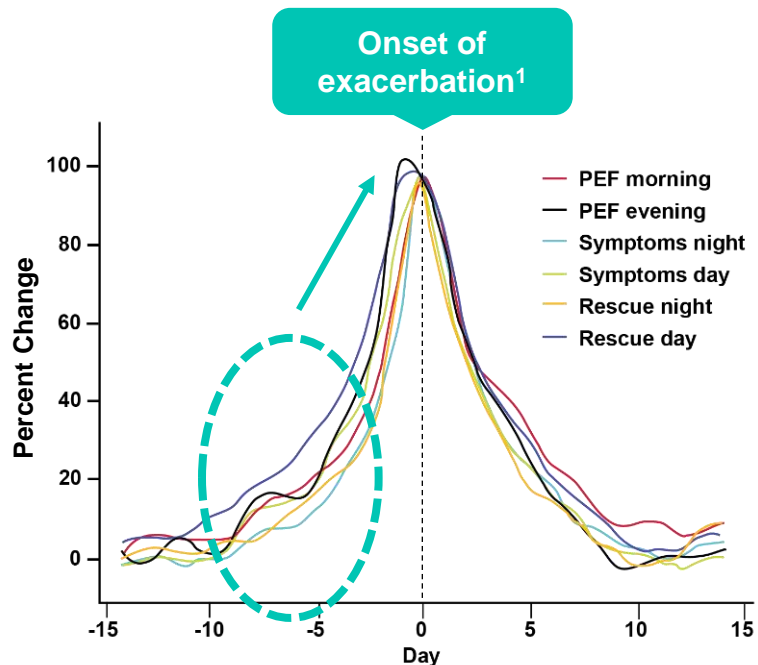 Onset of
exacerbation¹
100
80
60
40
20
0
Percent Change
PEF morning
PEF evening
Symptoms night
Symptoms day
Rescue night
Rescue day
-15 -10 -5 0 5 10 15
Day